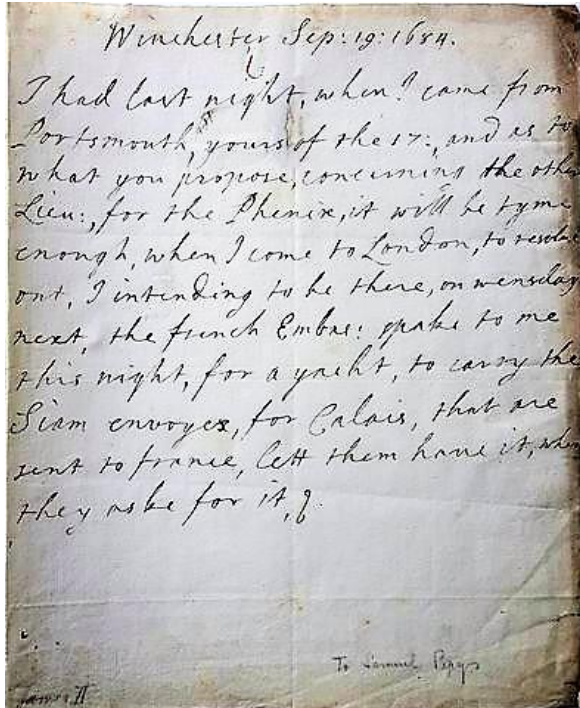 Winchester Sep: 19: 1684.
I had last night, when I came from
Portsmouth, yours of the 17:, and as to
what you propose, concerning the other
Lieu:, for the Phenix, it will be tyme
enough, when I come to London, to resolve
ont, I intending to be there, on wensday
next, the french Embas: spake to me
this night, for a yacht, to carry the
Siam envoyes, for Calais, that are
sent to france, lett them have it, when
they aske for it,
To Samuel Pepys
James II